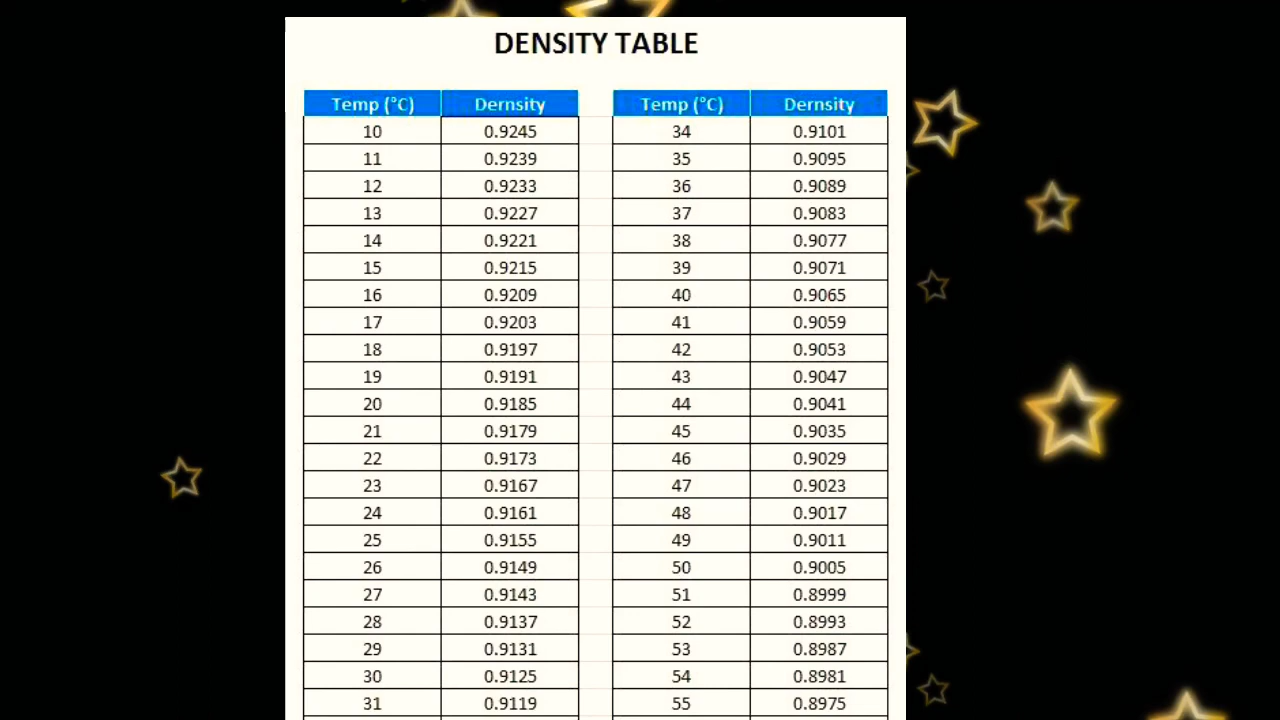 DENSITY TABLE
Temp (°C) Dernsity Temp (°C) Dernsity
10 0.9245 34 0.9101
11 0.9239 35 0.9095
12 0.9233 36 0.9089
13 0.9227 37 0.9083
14 0.9221 38 0.9077
15 0.9215 39 0.9071
16 0.9209 40 0.9065
17 0.9203 41 0.9059
18 0.9197 42 0.9053
19 0.9191 43 0.9047
20 0.9185 44 0.9041
21 0.9179 45 0.9035
22 0.9173 46 0.9029
23 0.9167 47 0.9023
24 0.9161 48 0.9017
25 0.9155 49 0.9011
26 0.9149 50 0.9005
27 0.9143 51 0.8999
28 0.9137 52 0.8993
29 0.9131 53 0.8987
30 0.9125 54 0.8981
31 0.9119 55 0.8975